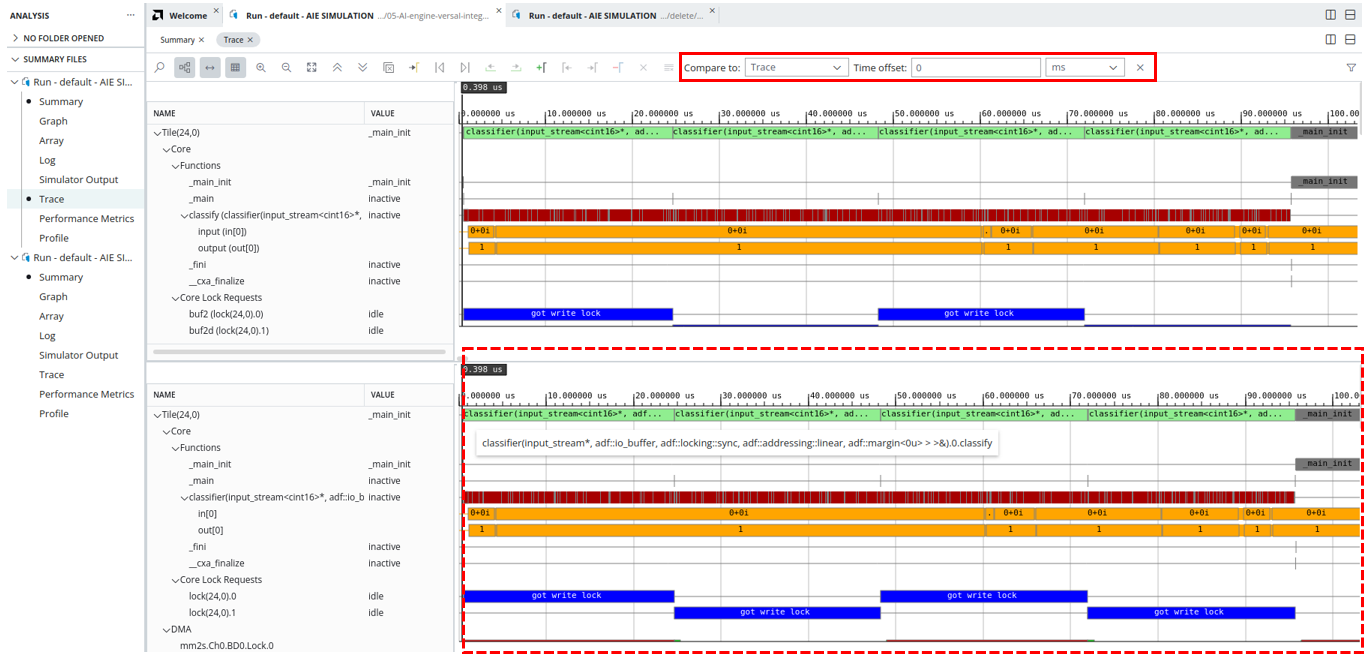 ANALYSIS
NO FOLDER OPENED
SUMMARY FILES
Run - default - AIE SI...
Summary
Graph
Array
Log
Simulator Output
Trace
Performance Metrics
Profile
Run - default - AIE SI...
Summary
Graph
Array
Log
Simulator Output
Trace
Performance Metrics
Profile
Welcome
Run - default - AIE SIMULATION .../05-AI-engine-versal-integ...
Run - default - AIE SIMULATION .../delete/...
Summary
Trace
Compare to: Trace Time offset: 0 ms
0.398 us
NAME VALUE
0.000000 us 10.000000 us 20.000000 us 30.000000 us 40.000000 us 50.000000 us 60.000000 us 70.000000 us 80.000000 us 90.000000 us 100.00
Tile(24,0) _main_init
classifier(input_stream<cint16>*, ad... classifier(input_stream<cint16>*, ad... classifier(input_stream<cint16>*, ad... classifier(input_stream<cint16>*, ad... _main_init
Core
Functions
_main_init _main_init _main_init
_main inactive
classify (classifier(input_stream<cint16>*, inactive
input (in[0]) 0+0i 0+0i . 0+0i 0+0i 0+0i 0+0i 0+0i
output (out[0]) 1 1 1 1 1 1 1
_fini inactive
__cxa_finalize inactive
Core Lock Requests
buf2 (lock(24,0).0) idle got write lock got write lock
buf2d (lock(24,0).1) idle
0.398 us
NAME VALUE
.000000 us 10.000000 us 20.000000 us 30.000000 us 40.000000 us 50.000000 us 60.000000 us 70.000000 us 80.000000 us 90.000000 us 100.00
Tile(24,0) _main_init
classifier(input_stream<cint16>*, adf... classifier(input_stream<cint16>*, ad... classifier(input_stream<cint16>*, ad... classifier(input_stream<cint16>*, ad... _main_init
Core
classifier(input_stream*, adf::io_buffer, adf::locking::sync, adf::addressing::linear, adf::margin<0u> > >&).0.classify
Functions
_main_init _main_init _main_init
_main inactive
classifier(input_stream<cint16>*, adf::io_b inactive
in[0] 0+0i 0+0i . 0+0i 0+0i 0+0i 0+0i 0+0i
out[0] 1 1 1 1 1 1 1
_fini inactive
__cxa_finalize inactive
Core Lock Requests
lock(24,0).0 idle got write lock got write lock
lock(24,0).1 idle got write lock got write lock
DMA
mm2s.Ch0.BD0.Lock.0